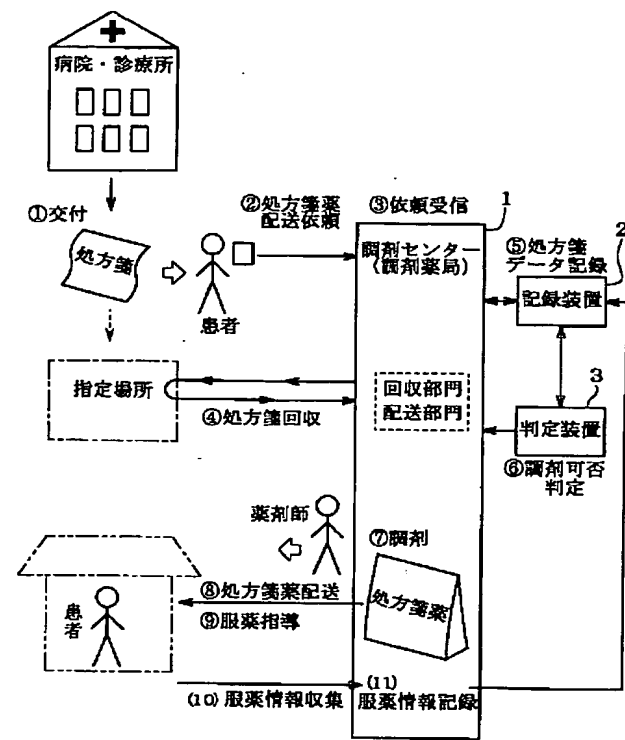 病院・診療所
①交付
処方箋
②処方箋薬
配送依頼
患者
③依頼受信
1
調剤センター
(調剤薬局)
⑤処方箋
データ記録
2
記録装置
指定場所
④処方箋回収
回収部門
配送部門
3
判定装置
⑥調剤可否
判定
薬剤師
⑦調剤
処方箋薬
患者
⑧処方箋薬配送
⑨服薬指導
(10)服薬情報収集
(11)
服薬情報記録